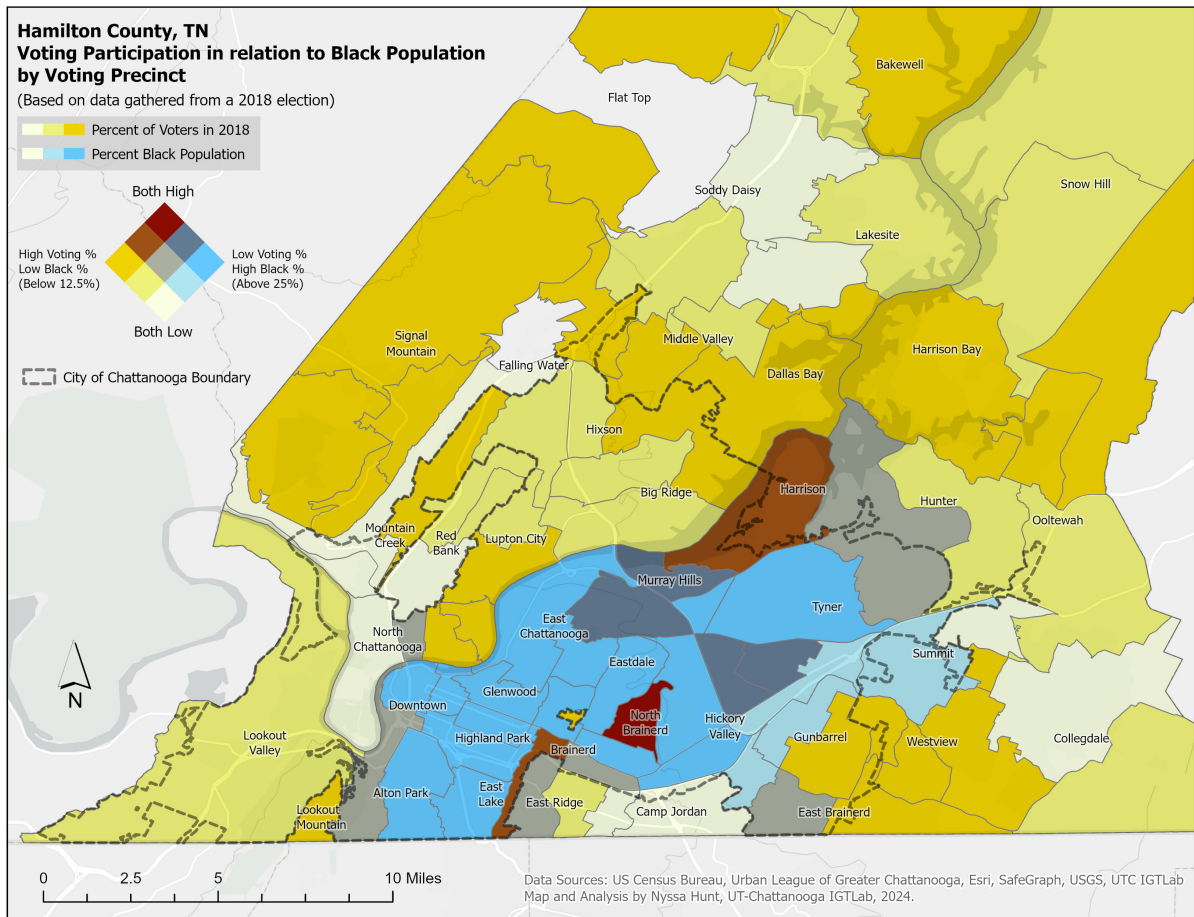 Hamilton County, TN
Voting Participation in relation to Black Population
by Voting Precinct
(Based on data gathered from a 2018 election)
Percent of Voters in 2018
Percent Black Population
Both High
High Voting %
Low Black %
(Below 12.5%)
Low Voting %
High Black %
(Above 25%)
Both Low
City of Chattanooga Boundary
Bakewell
Flat Top
Soddy Daisy
Snow Hill
Lakesite
Signal
Mountain
Middle Valley
Harrison Bay
Falling Water
Dallas Bay
Hixson
Big Ridge
Harrison
Hunter
Ooltewah
Mountain
Creek
Red
Bank
Lupton City
Murray Hills
Tyner
East
Chattanooga
North
Chattanooga
Summit
Eastdale
Glenwood
Downtown
North
Brainerd
Hickory
Valley
Lookout
Valley
Highland Park
Brainerd
Gunbarrel
Westview
Collegdale
Alton Park
East
Lake
East Ridge
Camp Jordan
East Brainerd
Lookout
Mountain
N
0 2.5 5 10 Miles
Data Sources: US Census Bureau, Urban League of Greater Chattanooga, Esri, SafeGraph, USGS, UTC IGTLab
Map and Analysis by Nyssa Hunt, UT-Chattanooga IGTLab, 2024.